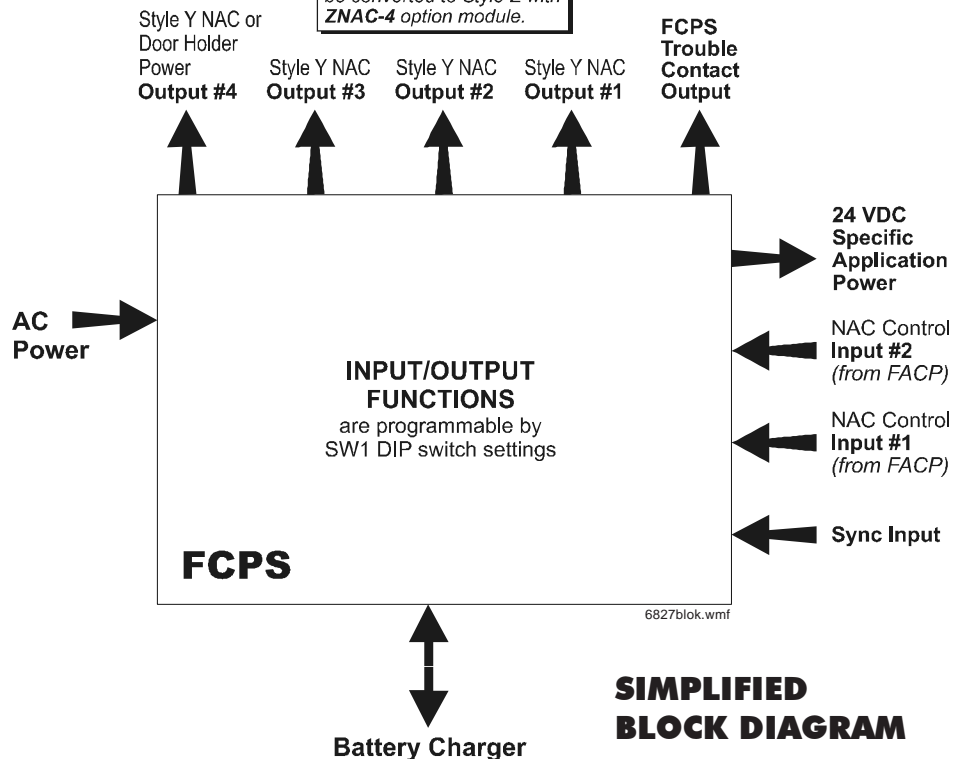 be converted to Style Z with
ZNAC-4 option module.
Style Y NAC or
Door Holder
Power
Output #4
Style Y NAC
Output #3
Style Y NAC
Output #2
Style Y NAC
Output #1
FCPS
Trouble
Contact
Output
24 VDC
Specific
Application
Power
AC
Power
NAC Control
Input #2
(from FACP)
INPUT/OUTPUT
FUNCTIONS
are programmable by
SW1 DIP switch settings
NAC Control
Input #1
(from FACP)
Sync Input
FCPS
6827blok.wmf
SIMPLIFIED
BLOCK DIAGRAM
Battery Charger